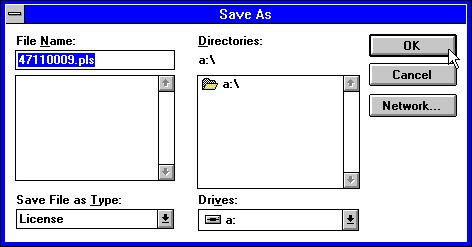 Save As
File Name:
47110009.pls
Directories:
a:\
a:\
OK
Cancel
Network...
Save File as Type:
License
Drives:
a: